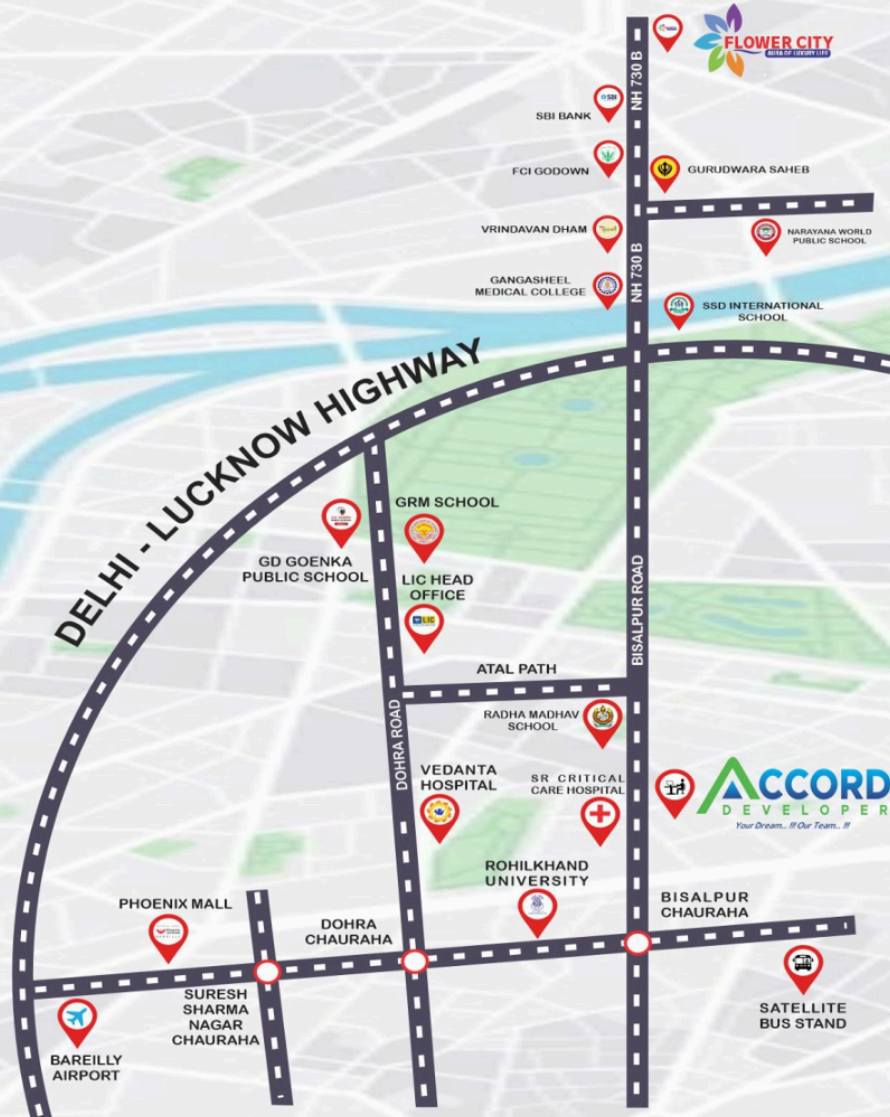 FLOWER CITY
AURA OF LUXURY LIFE
NH 730 B
SBI
SBI BANK
FCI GODOWN
GURUDWARA SAHEB
VRINDAVAN DHAM
NARAYANA WORLD
PUBLIC SCHOOL
NH 730 B
GANGASHEEL
MEDICAL COLLEGE
SSD INTERNATIONAL
SCHOOL
DELHI - LUCKNOW HIGHWAY
GRM SCHOOL
GD GOENKA
PUBLIC SCHOOL
LIC HEAD
OFFICE
LIC
BISALPUR ROAD
ATAL PATH
DOHRA ROAD
RADHA MADHAV
SCHOOL
VEDANTA
HOSPITAL
SR CRITICAL
CARE HOSPITAL
ACCORD
DEVELOPER
Your Dream.. !!! Our Team.. !!!
ROHILKHAND
UNIVERSITY
BISALPUR
CHAURAHA
PHOENIX MALL
DOHRA
CHAURAHA
SURESH
SHARMA
NAGAR
CHAURAHA
SATELLITE
BUS STAND
BAREILLY
AIRPORT